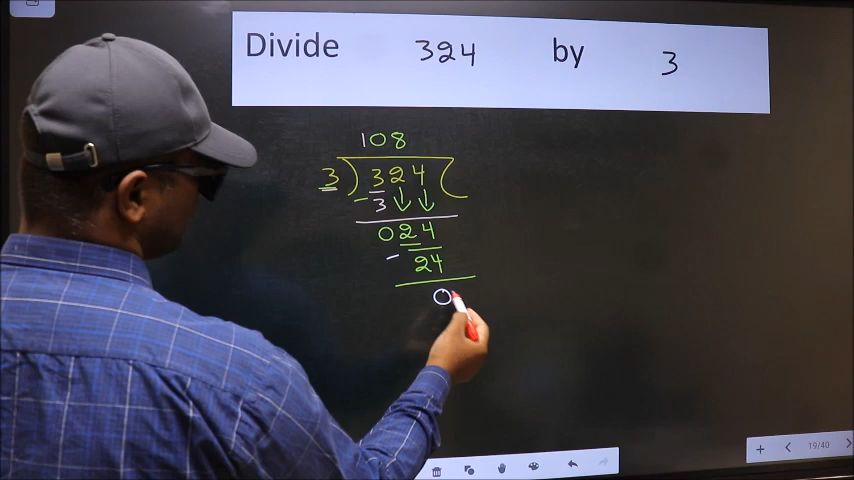 Divide 324 by 3
108
3 ) 324 (
- 3 ↓ ↓
024
- 24
0
19/40